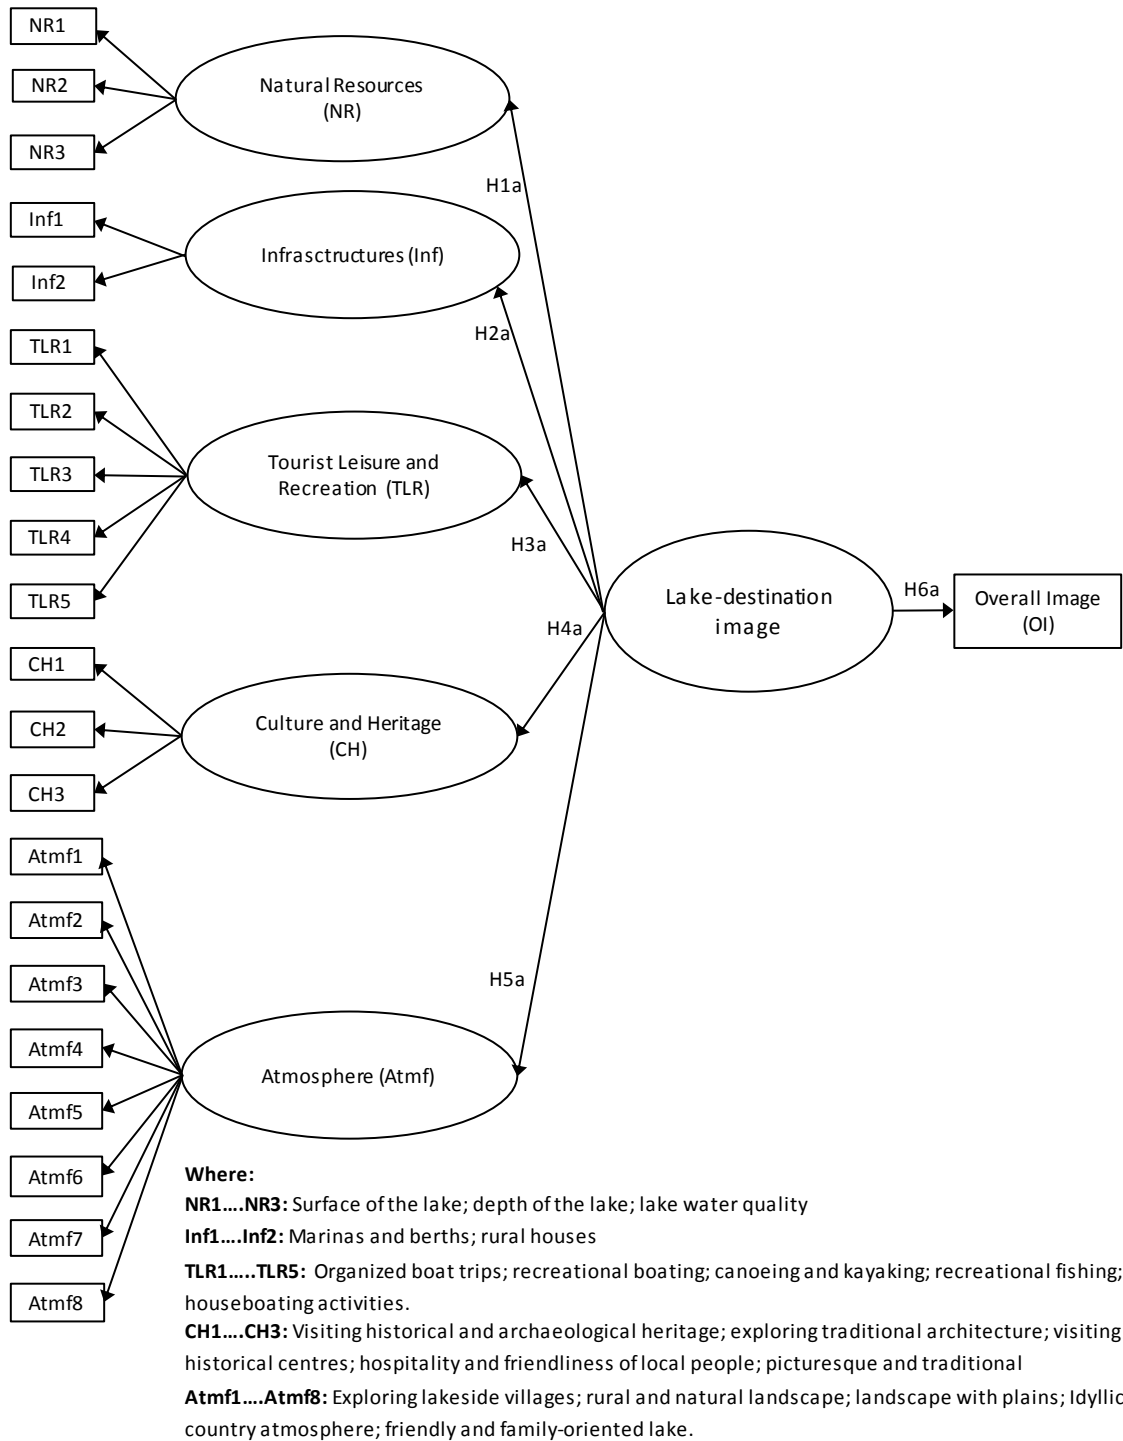 NR1
NR2
NR3
Natural Resources
(NR)
H1a
Inf1
Inf2
Infrasctructures (Inf)
H2a
TLR1
TLR2
TLR3
TLR4
TLR5
Tourist Leisure and
Recreation (TLR)
H3a
Lake-destination
image
H6a
Overall Image
(OI)
H4a
CH1
CH2
CH3
Culture and Heritage
(CH)
Atmf1
Atmf2
Atmf3
Atmf4
Atmf5
Atmf6
Atmf7
Atmf8
H5a
Atmosphere (Atmf)
Where:
NR1....NR3: Surface of the lake; depth of the lake; lake water quality
Inf1....Inf2: Marinas and berths; rural houses
TLR1.....TLR5: Organized boat trips; recreational boating; canoeing and kayaking; recreational fishing;
houseboating activities.
CH1....CH3: Visiting historical and archaeological heritage; exploring traditional architecture; visiting
historical centres; hospitality and friendliness of local people; picturesque and traditional
Atmf1....Atmf8: Exploring lakeside villages; rural and natural landscape; landscape with plains; Idyllic
country atmosphere; friendly and family-oriented lake.